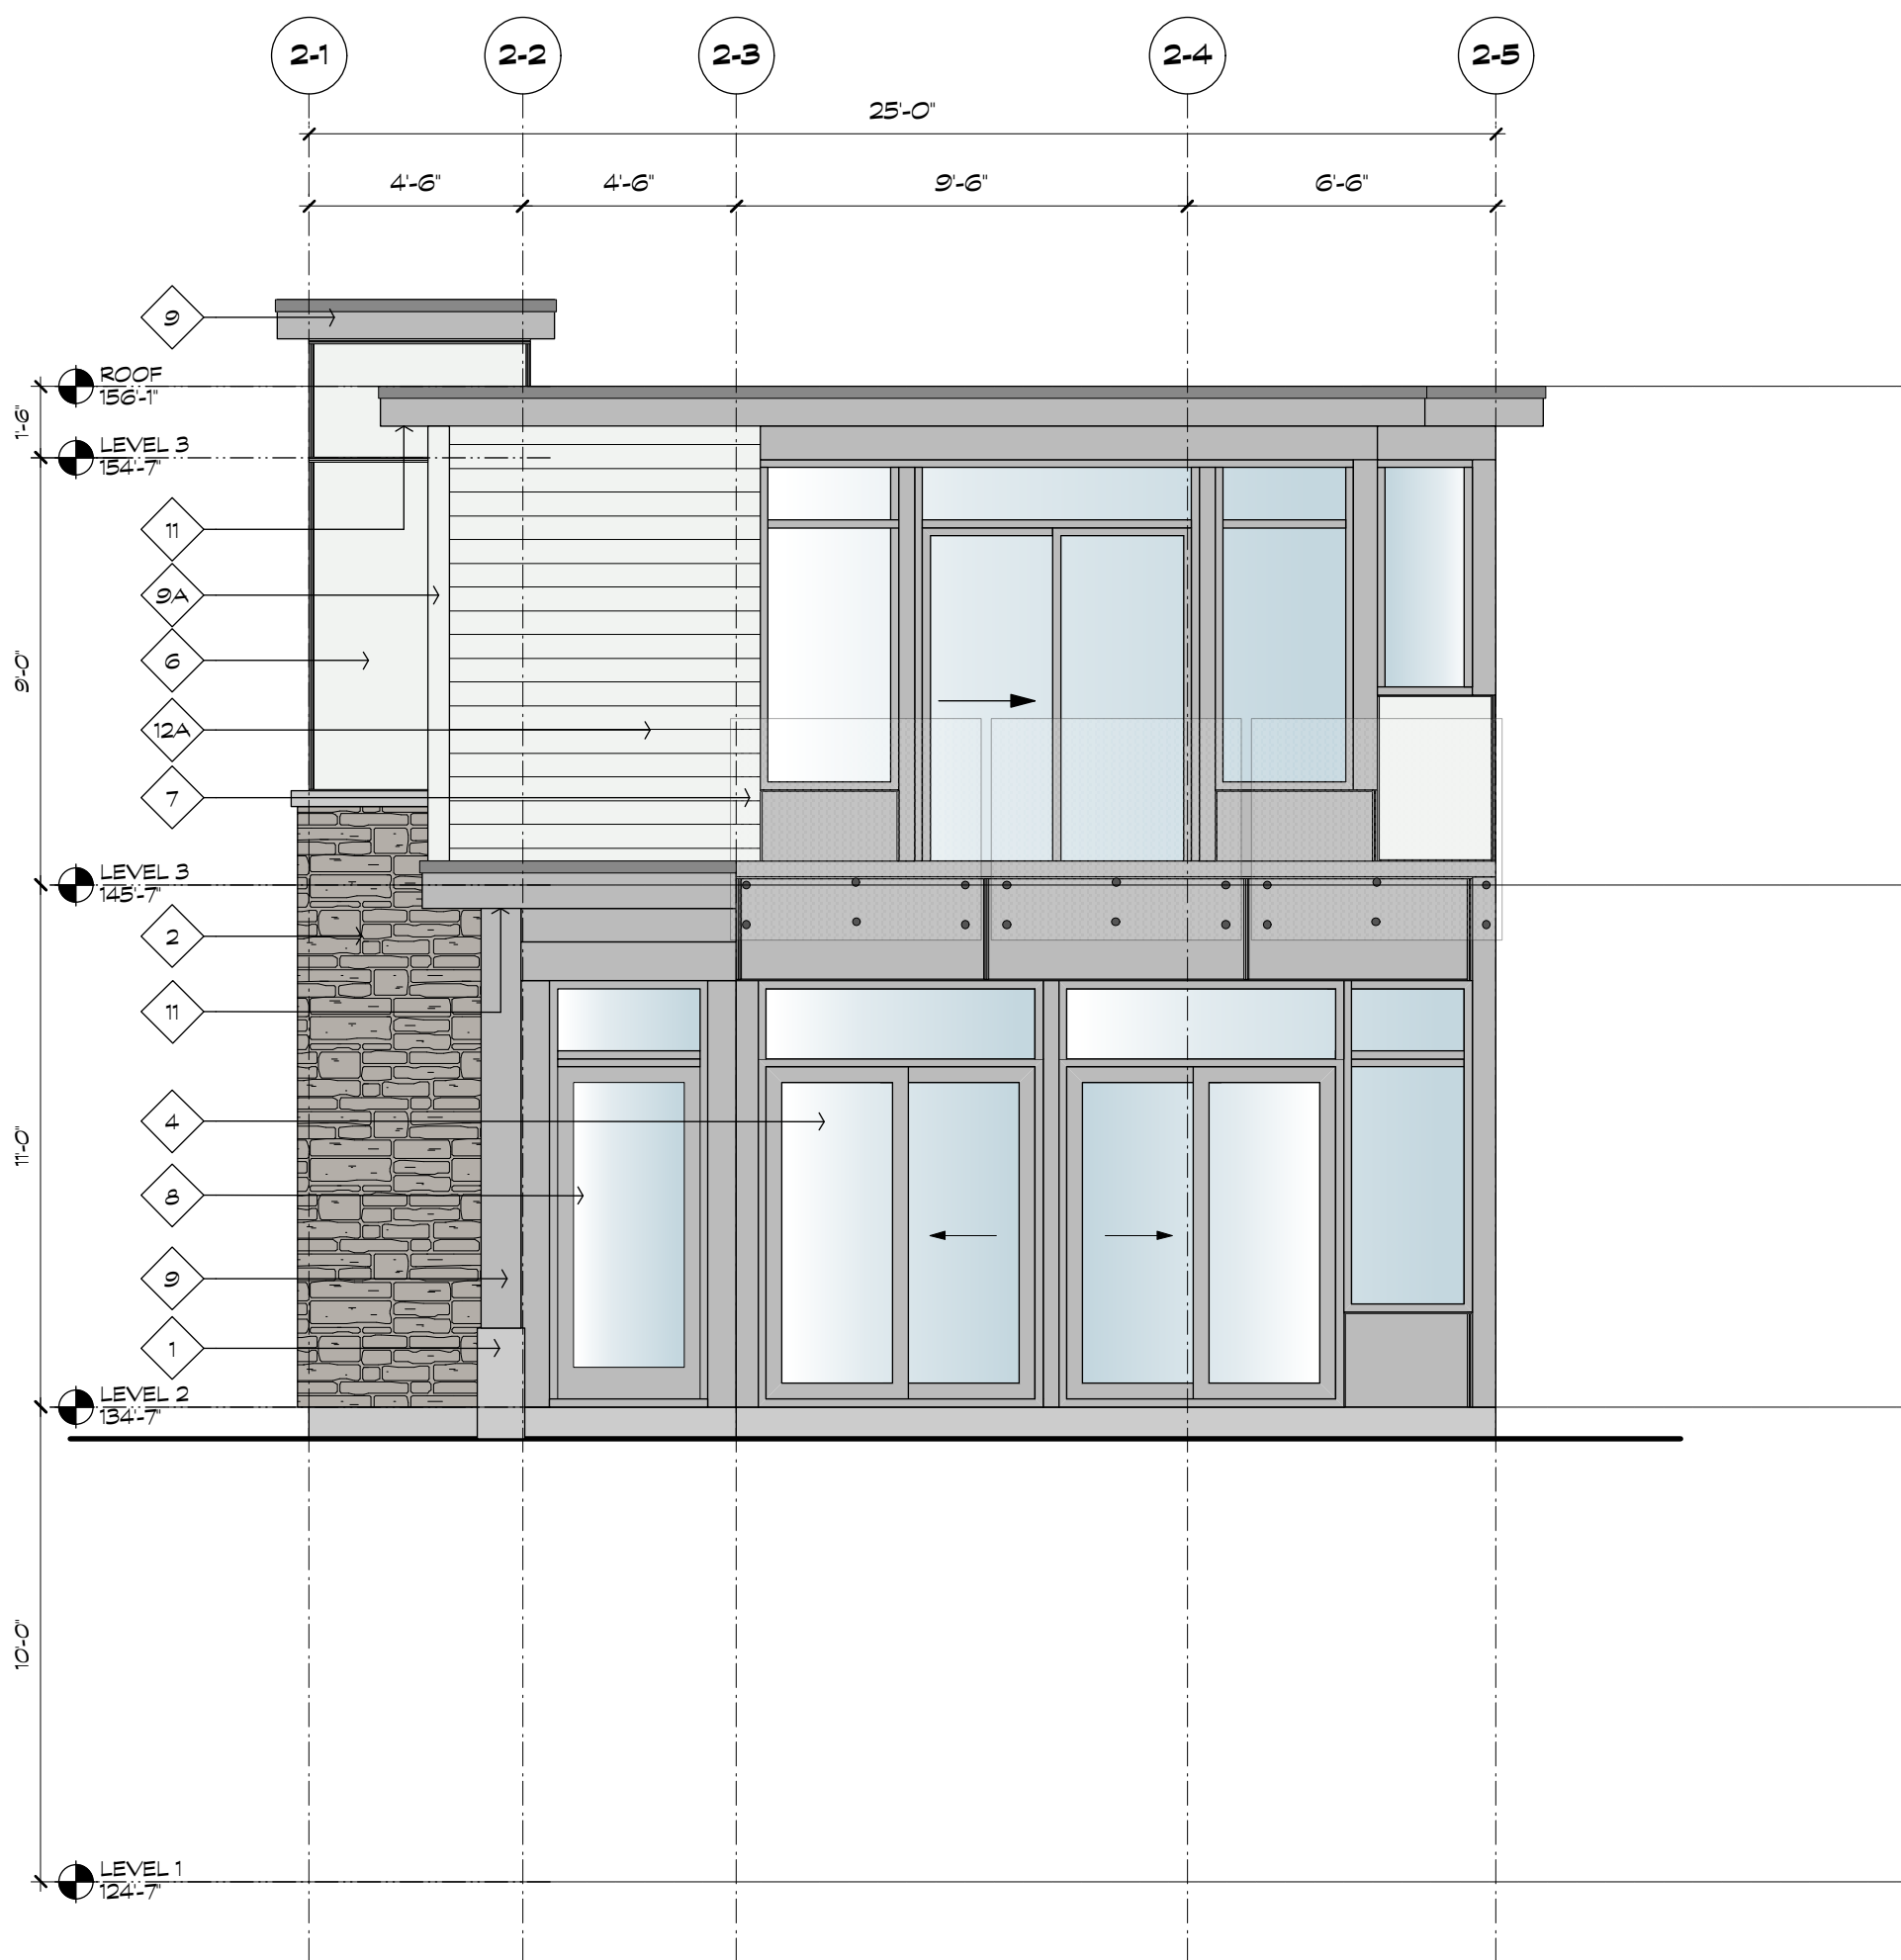 2-1 2-2 2-3 2-4 2-5
25'-0"
4'-6" 4'-6" 9'-6" 6'-6"
9
ROOF
156'-1"
1'-6"
LEVEL 3
154'-7"
11
9A
6
9'-0"
12A
7
LEVEL 3
145'-7"
2
11
4
11'-0"
8
9
1
LEVEL 2
134'-7"
10'-0"
LEVEL 1
124'-7"